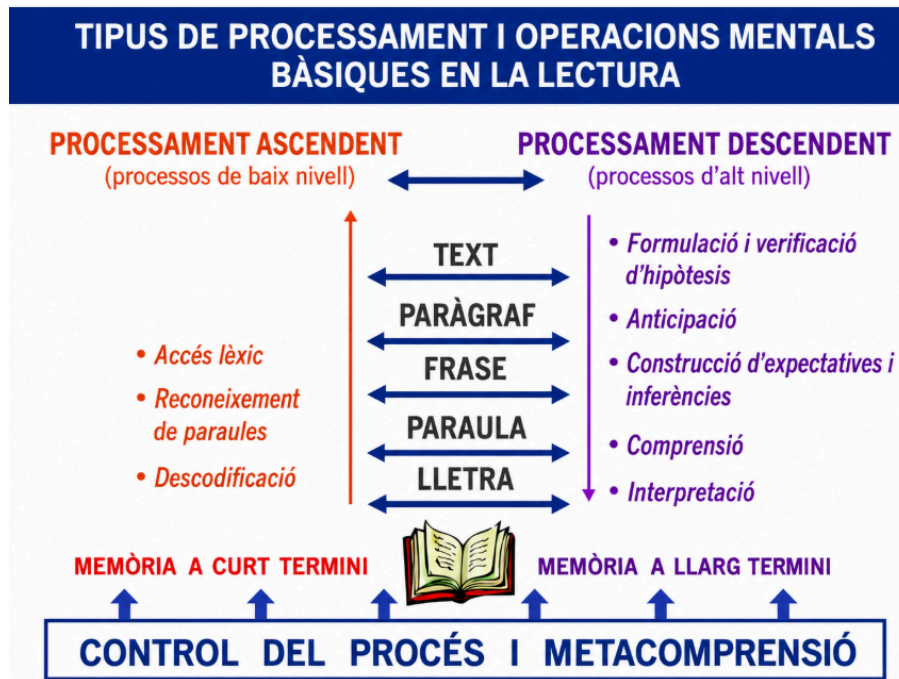 TIPUS DE PROCESSAMENT I OPERACIONS MENTALS
BÀSIQUES EN LA LECTURA
PROCESSAMENT ASCENDENT
(processos de baix nivell)
PROCESSAMENT DESCENDENT
(processos d'alt nivell)
TEXT
PARÀGRAF
FRASE
PARAULA
LLETRA
• Accés lèxic
• Reconeixement
de paraules
• Descodificació
• Formulació i verificació
d'hipòtesis
• Anticipació
• Construcció d'expectatives i
inferències
• Comprensió
• Interpretació
MEMÒRIA A CURT TERMINI
MEMÒRIA A LLARG TERMINI
CONTROL DEL PROCÉS I METACOMPRENSIÓ